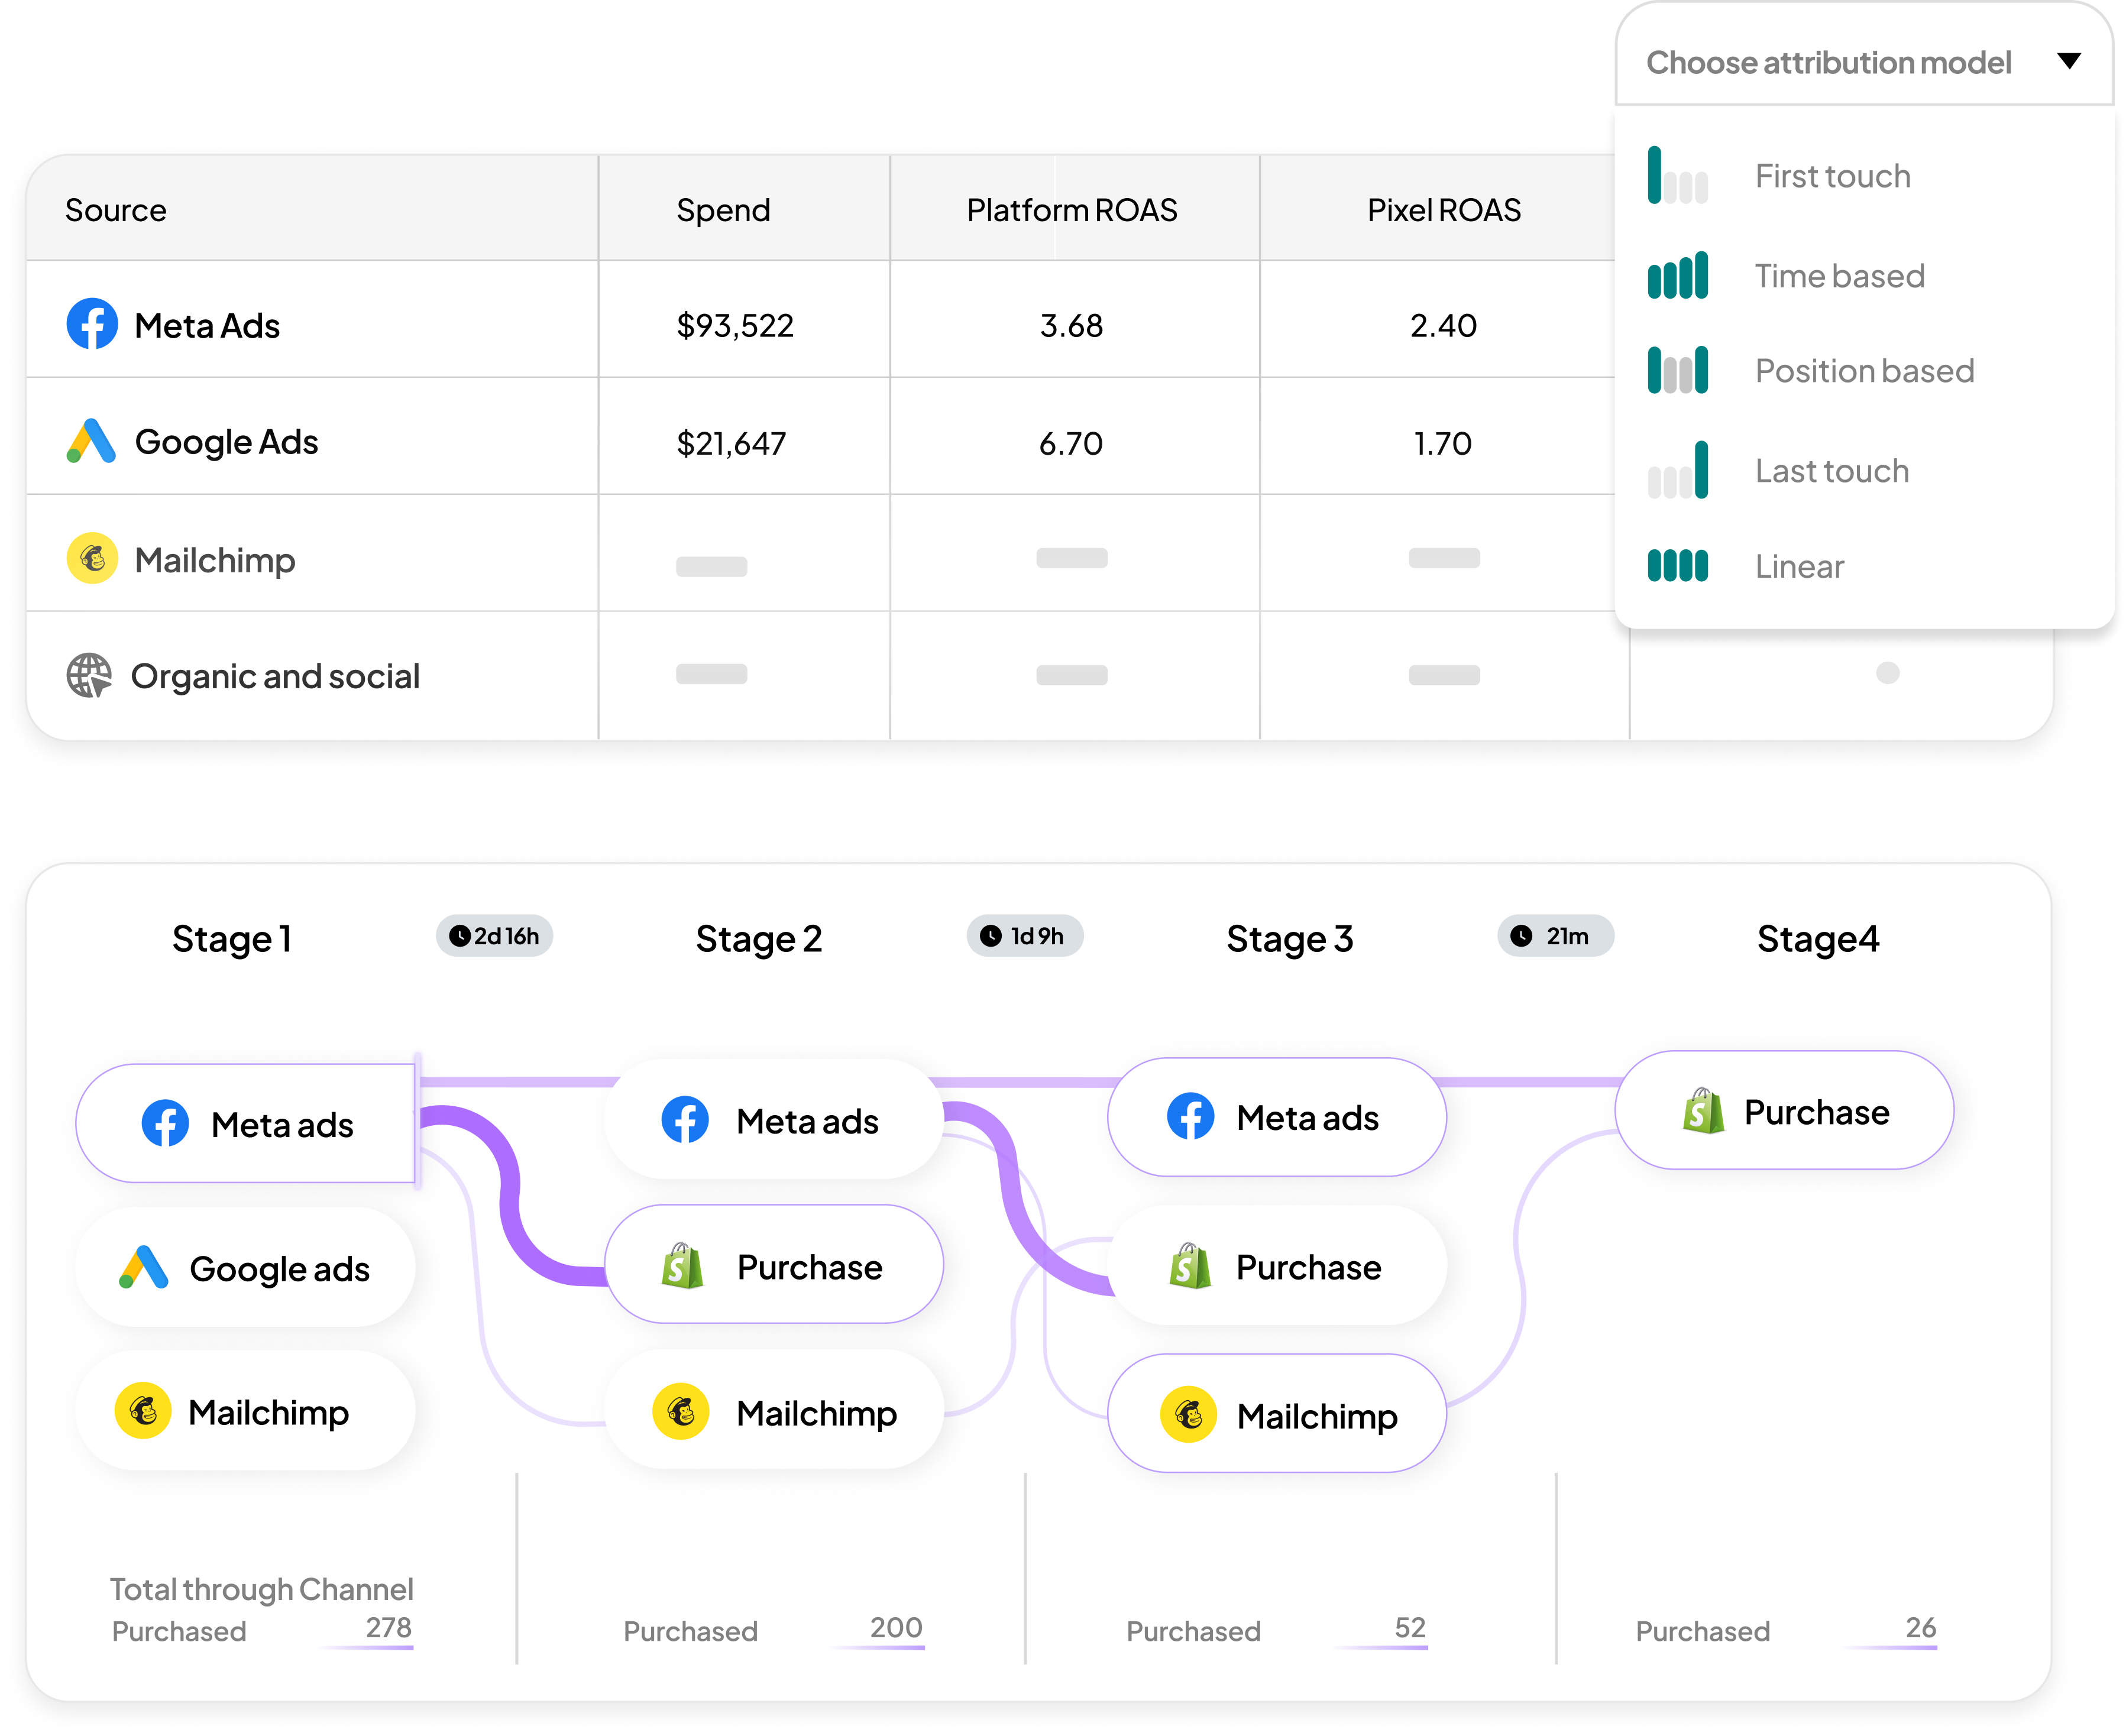 Choose attribution model
First touch
Time based
Position based
Last touch
Linear
Source Spend Platform ROAS Pixel ROAS
Meta Ads $93,522 3.68 2.40
Google Ads $21,647 6.70 1.70
Mailchimp
Organic and social
Stage 1 2d 16h Stage 2 1d 9h Stage 3 21m Stage4
Meta ads Meta ads Meta ads Purchase
Google ads Purchase Purchase
Mailchimp Mailchimp Mailchimp
Total through Channel
Purchased 278 Purchased 200 Purchased 52 Purchased 26